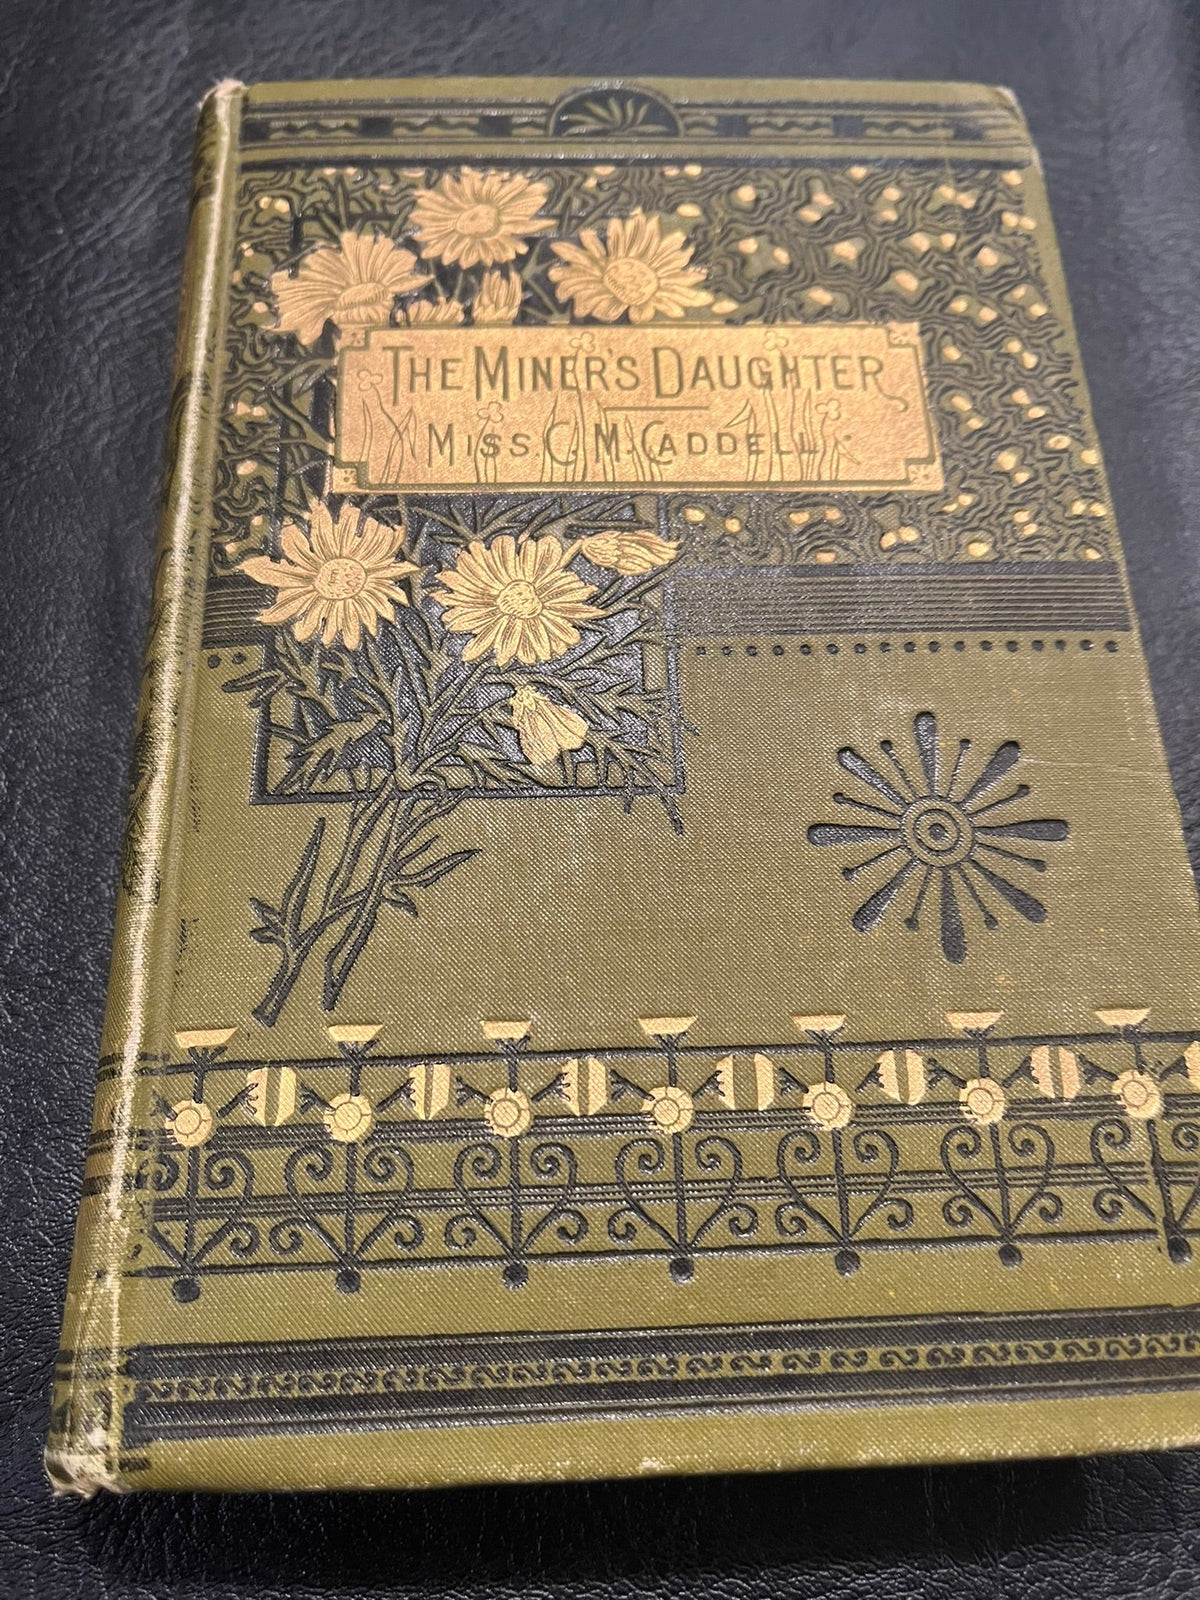 THE MINER'S DAUGHTER
MISS. C. M. CADDELL